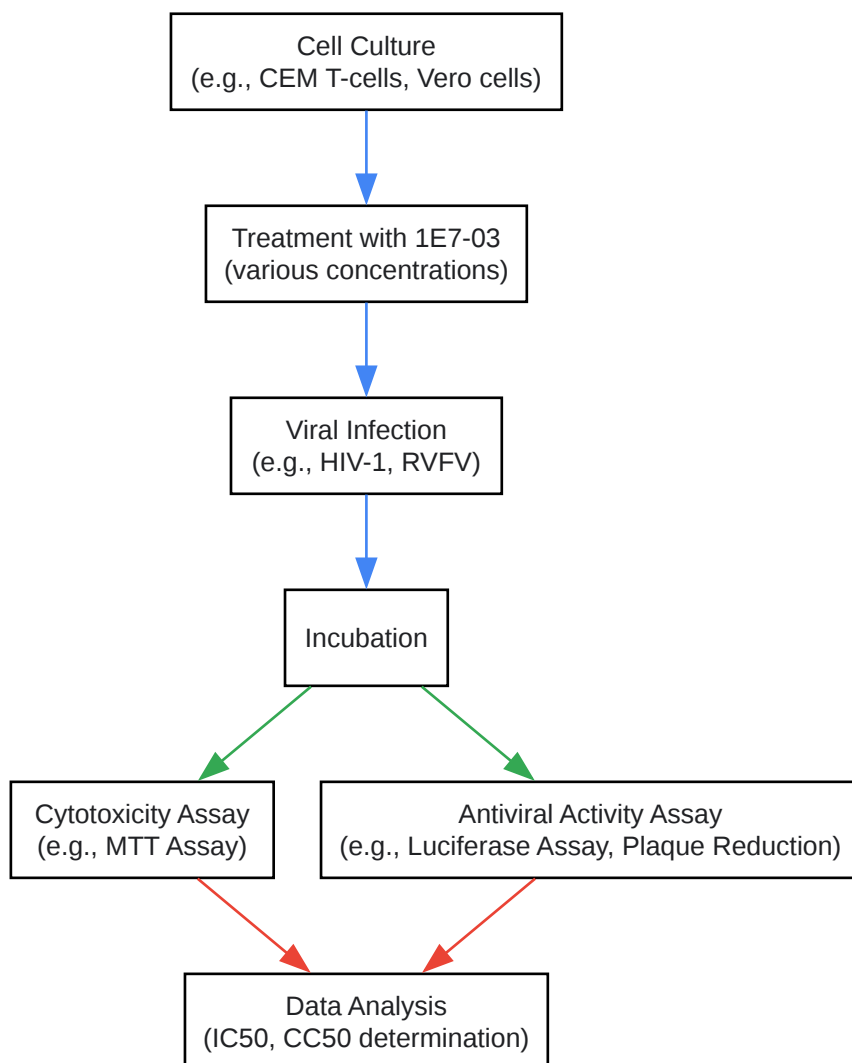 Cell Culture
(e.g., CEM T-cells, Vero cells)
Treatment with 1E7-03
(various concentrations)
Viral Infection
(e.g., HIV-1, RVFV)
Incubation
Cytotoxicity Assay
(e.g., MTT Assay)
Antiviral Activity Assay
(e.g., Luciferase Assay, Plaque Reduction)
Data Analysis
(IC50, CC50 determination)